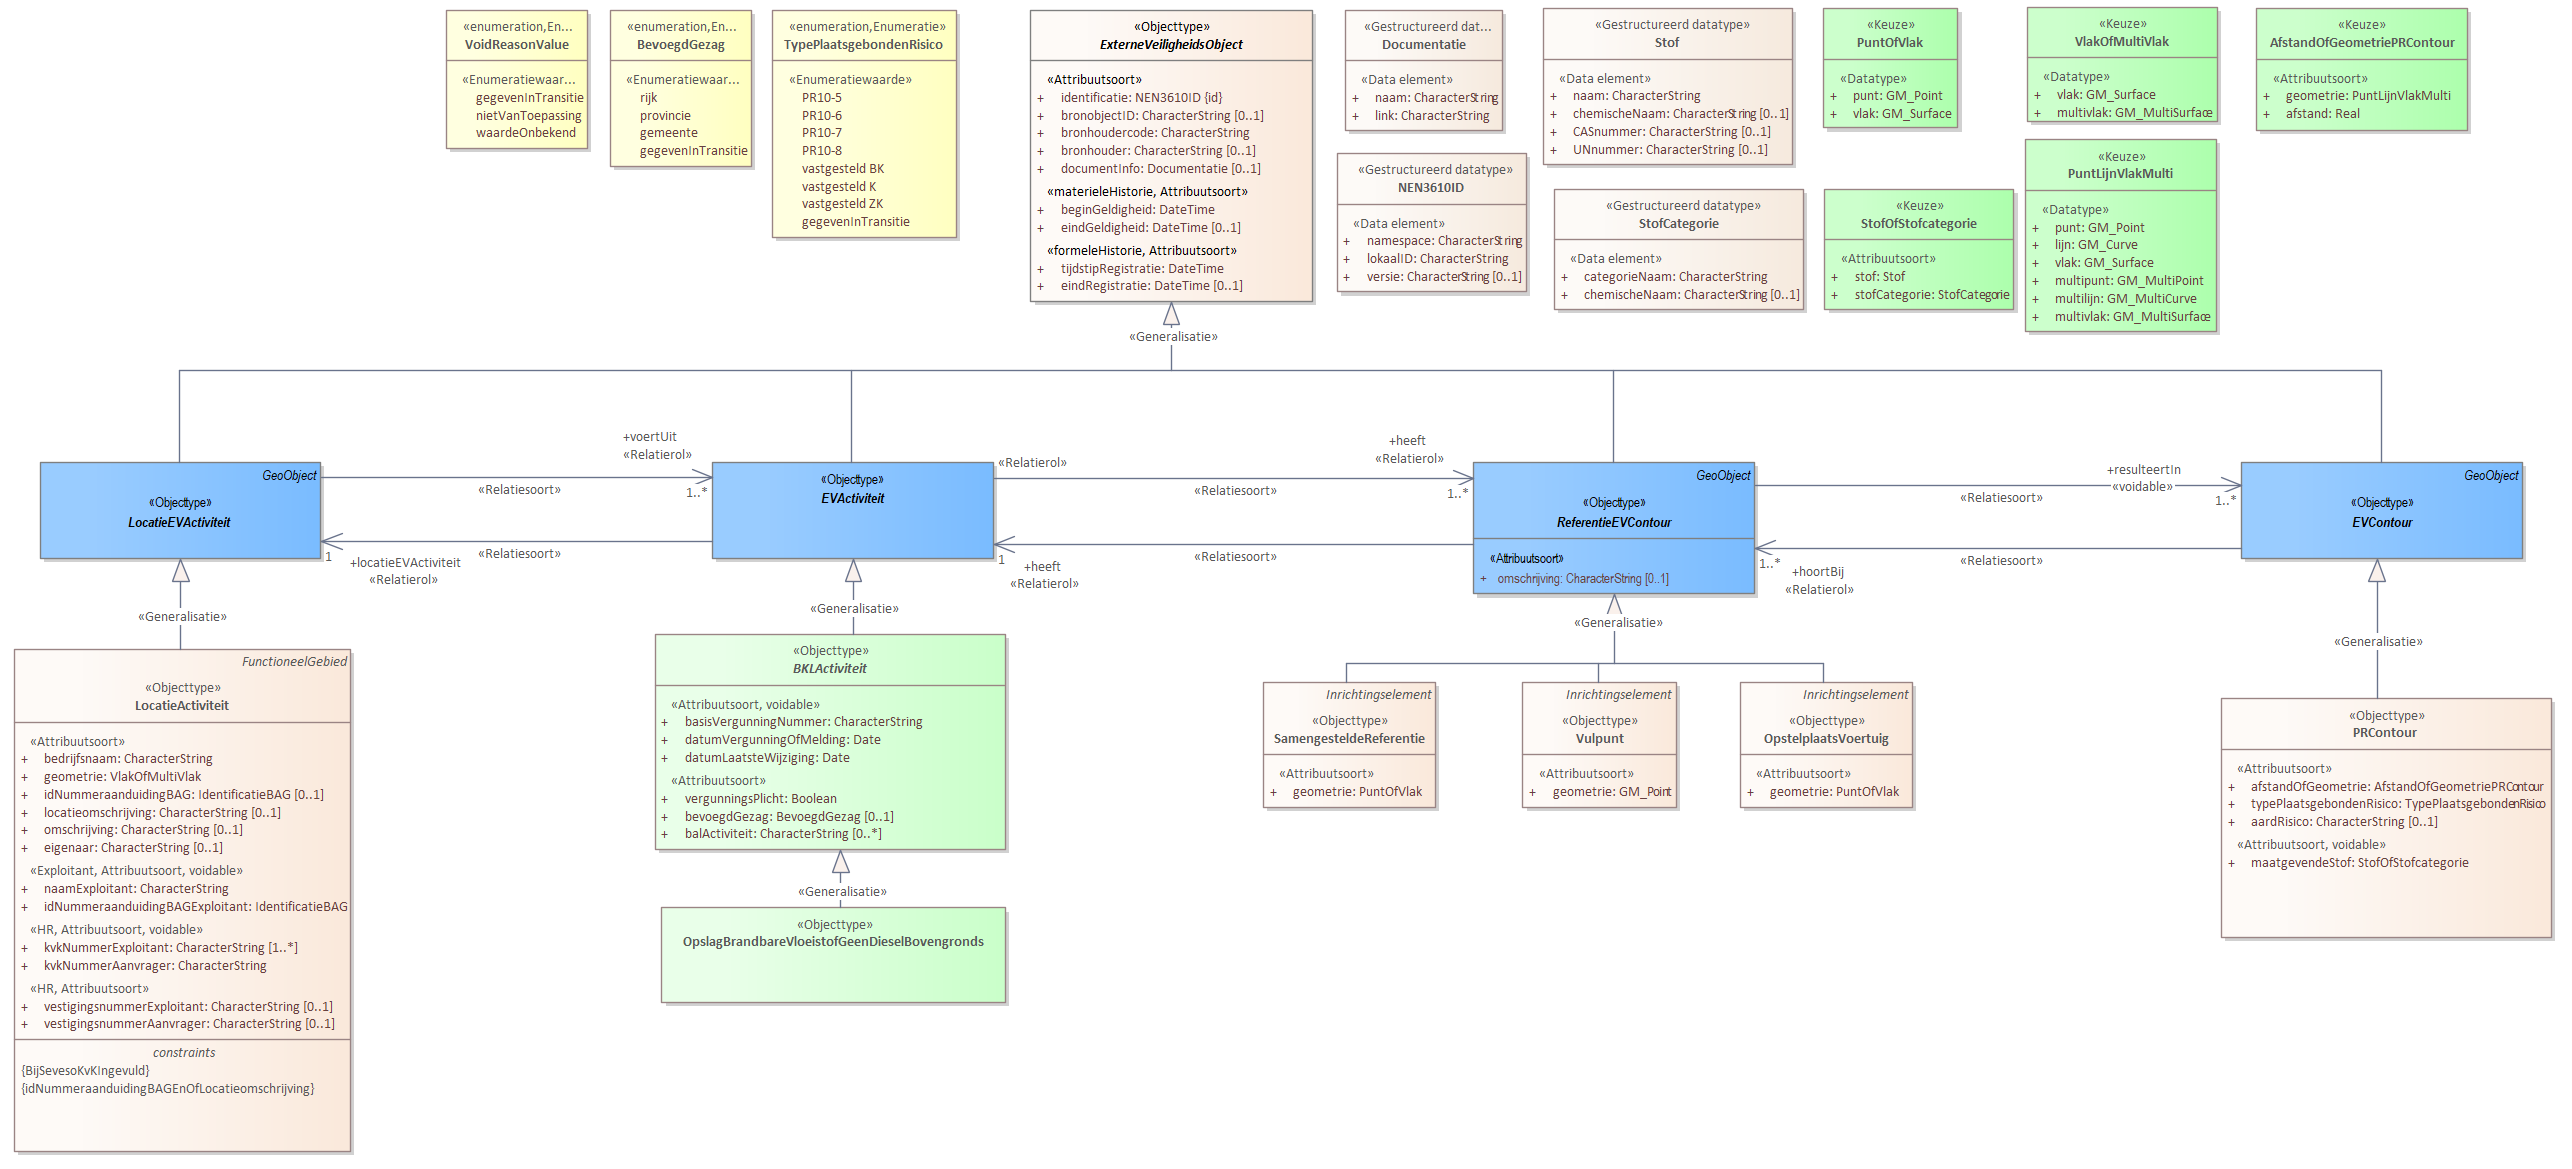 «enumeration,En...
VoidReasonValue
«Enumeratiewaar...
gegevenInTransitie
nietVanToepassing
waardeOnbekend
«enumeration,En...
BevoegdGezag
«Enumeratiewaar...
rijk
provincie
gemeente
gegevenInTransitie
«enumeration,Enumeratie»
TypePlaatsgebondenRisico
«Enumeratiewaarde»
PR10-5
PR10-6
PR10-7
PR10-8
vastgesteld BK
vastgesteld K
vastgesteld ZK
gegevenInTransitie
«Objecttype»
ExterneVeiligheidsObject
«Attribuutsoort»
+ identificatie: NEN3610ID {id}
+ bronobjectID: CharacterString [0..1]
+ bronhoudercode: CharacterString
+ bronhouder: CharacterString [0..1]
+ documentInfo: Documentatie [0..1]
«materieleHistorie, Attribuutsoort»
+ beginGeldigheid: DateTime
+ eindGeldigheid: DateTime [0..1]
«formeleHistorie, Attribuutsoort»
+ tijdstipRegistratie: DateTime
+ eindRegistratie: DateTime [0..1]
«Gestructureerd dat...
Documentatie
«Data element»
+ naam: CharacterString
+ link: CharacterString
«Gestructureerd datatype»
NEN3610ID
«Data element»
+ namespace: CharacterString
+ lokaalID: CharacterString
+ versie: CharacterString [0..1]
«Gestructureerd datatype»
Stof
«Data element»
+ naam: CharacterString
+ chemischeNaam: CharacterString [0..1]
+ CASnummer: CharacterString [0..1]
+ UNnummer: CharacterString [0..1]
«Gestructureerd datatype»
StofCategorie
«Data element»
+ categorieNaam: CharacterString
+ chemischeNaam: CharacterString [0..1]
«Keuze»
PuntOfVlak
«Datatype»
+ punt: GM_Point
+ vlak: GM_Surface
«Keuze»
StofOfStofcategorie
«Attribuutsoort»
+ stof: Stof
+ stofCategorie: StofCategorie
«Keuze»
VlakOfMultiVlak
«Datatype»
+ vlak: GM_Surface
+ multivlak: GM_MultiSurface
«Keuze»
PuntLijnVlakMulti
«Datatype»
+ punt: GM_Point
+ lijn: GM_Curve
+ vlak: GM_Surface
+ multipunt: GM_MultiPoint
+ multilijn: GM_MultiCurve
+ multivlak: GM_MultiSurface
«Keuze»
AfstandOfGeometriePRContour
«Attribuutsoort»
+ geometrie: PuntLijnVlakMulti
+ afstand: Real
«Generalisatie»
GeoObject
«Objecttype»
LocatieEVActiviteit
+voertUit
«Relatierol»
1..*
«Relatiesoort»
«Relatiesoort»
1
+locatieEVActiviteit
«Relatierol»
«Objecttype»
EVActiviteit
«Relatierol»
«Relatiesoort»
+heeft
«Relatierol»
1..*
«Relatiesoort»
1
+heeft
«Relatierol»
GeoObject
«Objecttype»
ReferentieEVContour
«Attribuutsoort»
+ omschrijving: CharacterString [0..1]
«Relatiesoort»
+resulteertIn
«voidable»
1..*
«Relatiesoort»
1..*
+hoortBij
«Relatierol»
GeoObject
«Objecttype»
EVContour
«Generalisatie»
FunctioneelGebied
«Objecttype»
LocatieActiviteit
«Attribuutsoort»
+ bedrijfsnaam: CharacterString
+ geometrie: VlakOfMultiVlak
+ idNummeraanduidingBAG: IdentificatieBAG [0..1]
+ locatieomschrijving: CharacterString [0..1]
+ omschrijving: CharacterString [0..1]
+ eigenaar: CharacterString [0..1]
«Exploitant, Attribuutsoort, voidable»
+ naamExploitant: CharacterString
+ idNummeraanduidingBAGExploitant: IdentificatieBAG
«HR, Attribuutsoort, voidable»
+ kvkNummerExploitant: CharacterString [1..*]
+ kvkNummerAanvrager: CharacterString
«HR, Attribuutsoort»
+ vestigingsnummerExploitant: CharacterString [0..1]
+ vestigingsnummerAanvrager: CharacterString [0..1]
constraints
{BijSevesoKvKIngevuld}
{idNummeraanduidingBAGEnOfLocatieomschrijving}
«Generalisatie»
«Objecttype»
BKLActiviteit
«Attribuutsoort, voidable»
+ basisVergunningNummer: CharacterString
+ datumVergunningOfMelding: Date
+ datumLaatsteWijziging: Date
«Attribuutsoort»
+ vergunningsPlicht: Boolean
+ bevoegdGezag: BevoegdGezag [0..1]
+ balActiviteit: CharacterString [0..*]
«Generalisatie»
«Objecttype»
OpslagBrandbareVloeistofGeenDieselBovengronds
«Generalisatie»
Inrichtingselement
«Objecttype»
SamengesteldeReferentie
«Attribuutsoort»
+ geometrie: PuntOfVlak
Inrichtingselement
«Objecttype»
Vulpunt
«Attribuutsoort»
+ geometrie: GM_Point
Inrichtingselement
«Objecttype»
OpstelplaatsVoertuig
«Attribuutsoort»
+ geometrie: PuntOfVlak
«Generalisatie»
«Objecttype»
PRContour
«Attribuutsoort»
+ afstandOfGeometrie: AfstandOfGeometriePRContour
+ typePlaatsgebondenRisico: TypePlaatsgebondenRisico
+ aardRisico: CharacterString [0..1]
«Attribuutsoort, voidable»
+ maatgevendeStof: StofOfStofcategorie